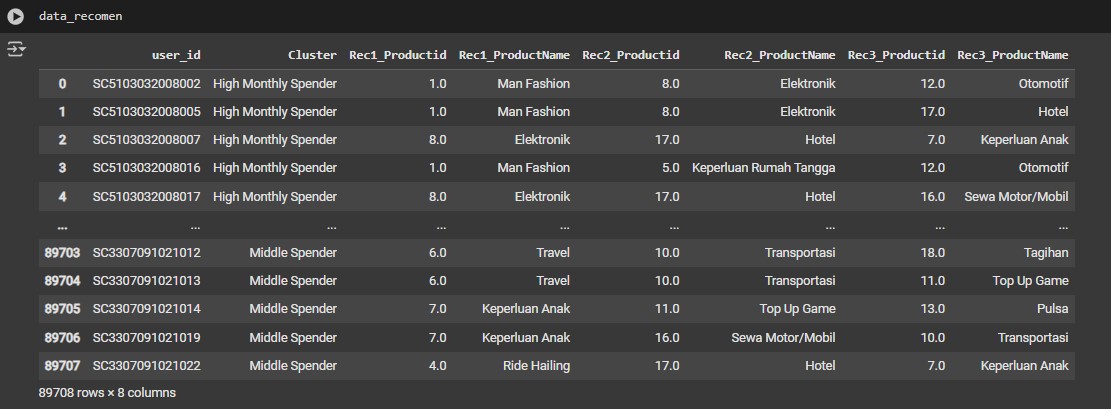 data_recomen
user_id Cluster Rec1_Productid Rec1_ProductName Rec2_Productid Rec2_ProductName Rec3_Productid Rec3_ProductName
0 SC5103032008002 High Monthly Spender 1.0 Man Fashion 8.0 Elektronik 12.0 Otomotif
1 SC5103032008005 High Monthly Spender 1.0 Man Fashion 8.0 Elektronik 17.0 Hotel
2 SC5103032008007 High Monthly Spender 8.0 Elektronik 17.0 Hotel 7.0 Keperluan Anak
3 SC5103032008016 High Monthly Spender 1.0 Man Fashion 5.0 Keperluan Rumah Tangga 12.0 Otomotif
4 SC5103032008017 High Monthly Spender 8.0 Elektronik 17.0 Hotel 16.0 Sewa Motor/Mobil
... ... ... ... ... ... ... ... ...
89703 SC3307091021012 Middle Spender 6.0 Travel 10.0 Transportasi 18.0 Tagihan
89704 SC3307091021013 Middle Spender 6.0 Travel 10.0 Transportasi 11.0 Top Up Game
89705 SC3307091021014 Middle Spender 7.0 Keperluan Anak 11.0 Top Up Game 13.0 Pulsa
89706 SC3307091021019 Middle Spender 7.0 Keperluan Anak 16.0 Sewa Motor/Mobil 10.0 Transportasi
89707 SC3307091021022 Middle Spender 4.0 Ride Hailing 17.0 Hotel 7.0 Keperluan Anak
89708 rows × 8 columns